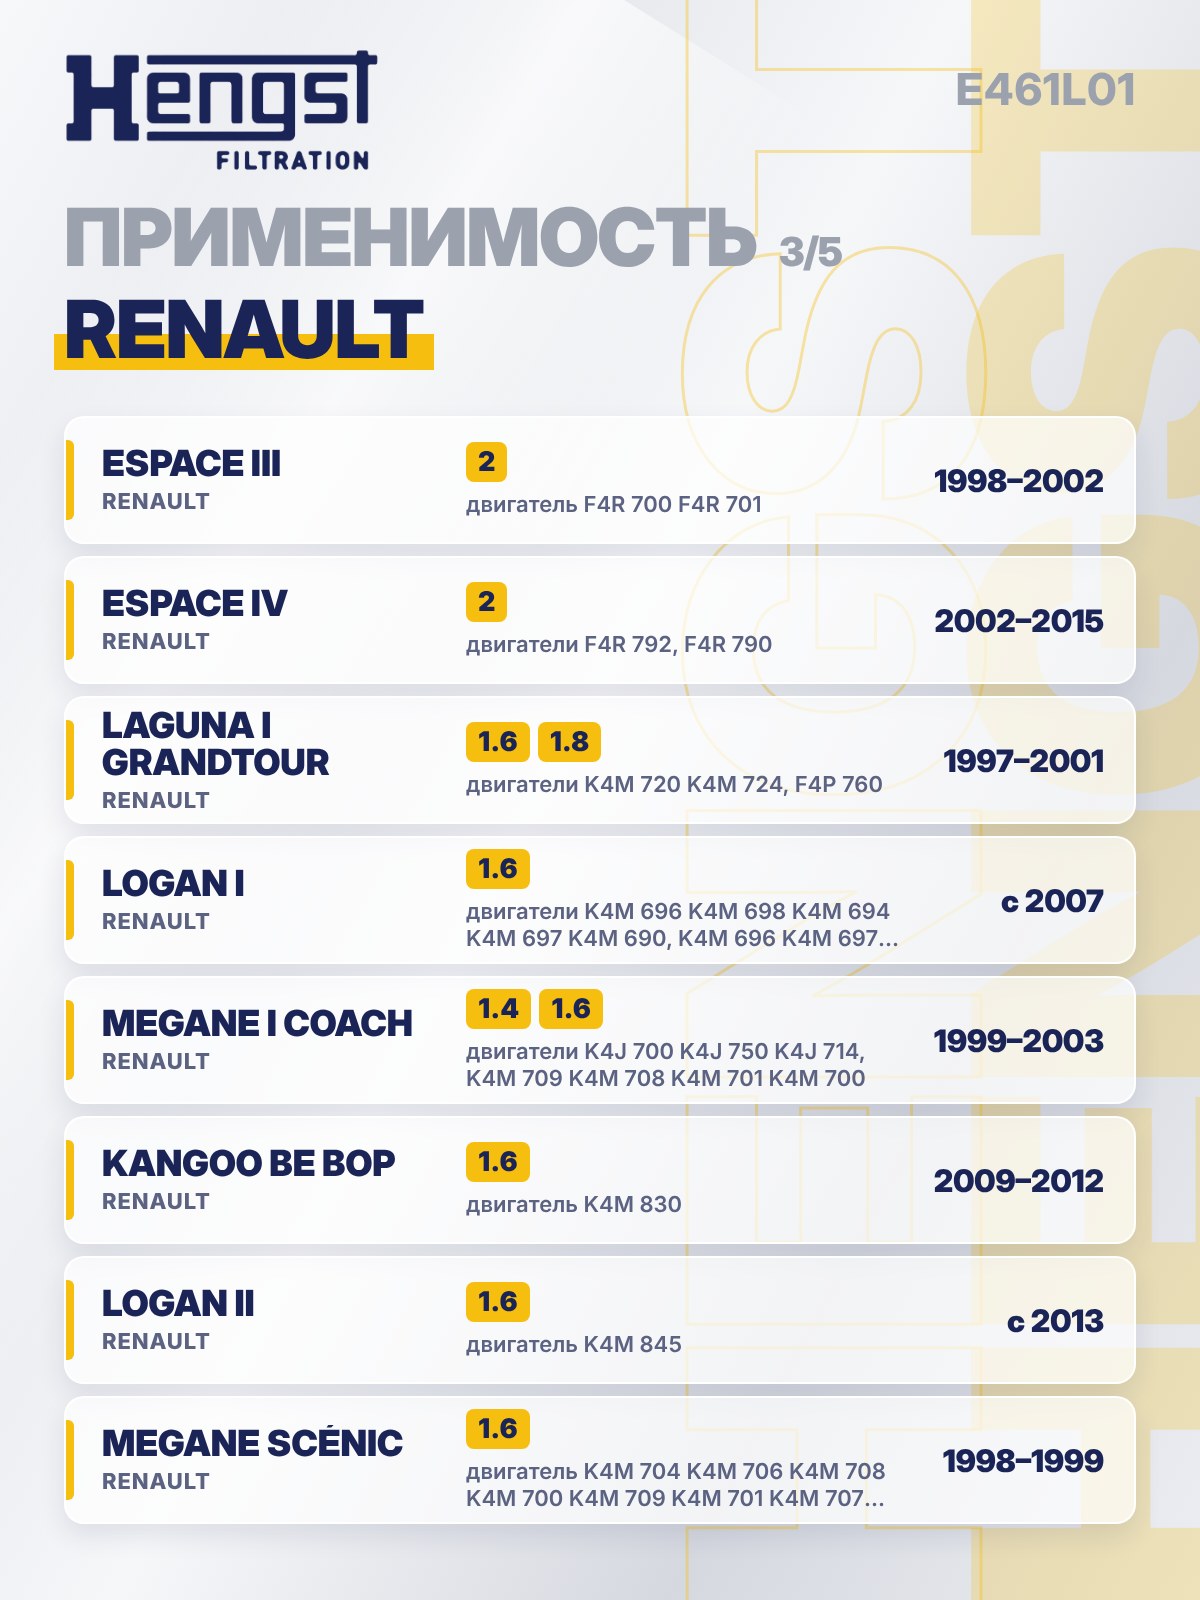 Hengst
FILTRATION
E461L01
ПРИМЕНИМОСТЬ 3/5
RENAULT
ESPACE III
RENAULT
2
двигатель F4R 700 F4R 701
1998–2002
ESPACE IV
RENAULT
2
двигатели F4R 792, F4R 790
2002–2015
LAGUNA I
GRANDTOUR
RENAULT
1.6 1.8
двигатели K4M 720 K4M 724, F4P 760
1997–2001
LOGAN I
RENAULT
1.6
двигатели K4M 696 K4M 698 K4M 694
K4M 697 K4M 690, K4M 696 K4M 697...
с 2007
MEGANE I COACH
RENAULT
1.4 1.6
двигатели K4J 700 K4J 750 K4J 714,
K4M 709 K4M 708 K4M 701 K4M 700
1999–2003
KANGOO BE BOP
RENAULT
1.6
двигатель K4M 830
2009–2012
LOGAN II
RENAULT
1.6
двигатель K4M 845
с 2013
MEGANE SCÉNIC
RENAULT
1.6
двигатель K4M 704 K4M 706 K4M 708
K4M 700 K4M 709 K4M 701 K4M 707...
1998–1999
HENGST
HENGST